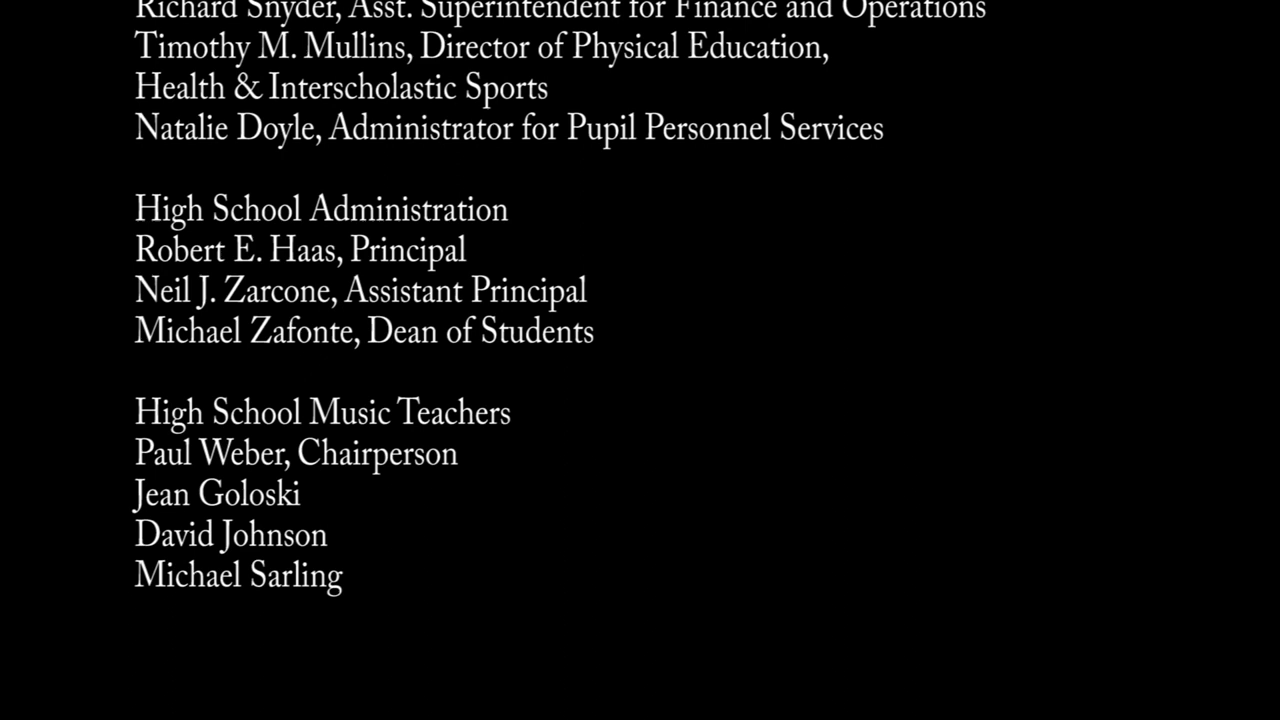 Richard Snyder, Asst. Superintendent for Finance and Operations
Timothy M. Mullins, Director of Physical Education,
Health & Interscholastic Sports
Natalie Doyle, Administrator for Pupil Personnel Services
High School Administration
Robert E. Haas, Principal
Neil J. Zarcone, Assistant Principal
Michael Zafonte, Dean of Students
High School Music Teachers
Paul Weber, Chairperson
Jean Goloski
David Johnson
Michael Sarling